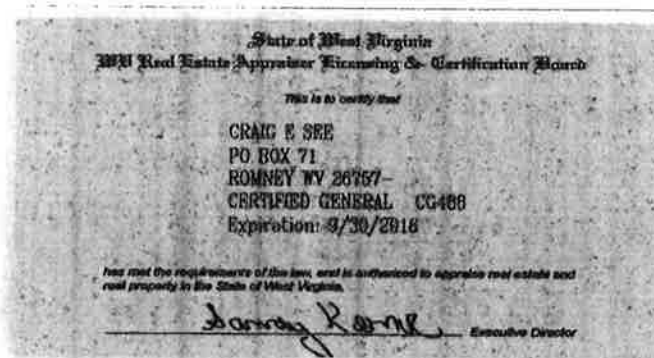 State of West Virginia
WV Real Estate Appraiser Licensing & Certification Board
This is to certify that
CRAIG E SEE
PO BOX 71
ROMNEY WV 26757-
CERTIFIED GENERAL CG488
Expiration: 9/30/2016
has met the requirements of the law, and is authorized to appraise real estate and
real property in the State of West Virginia.
Executive Director